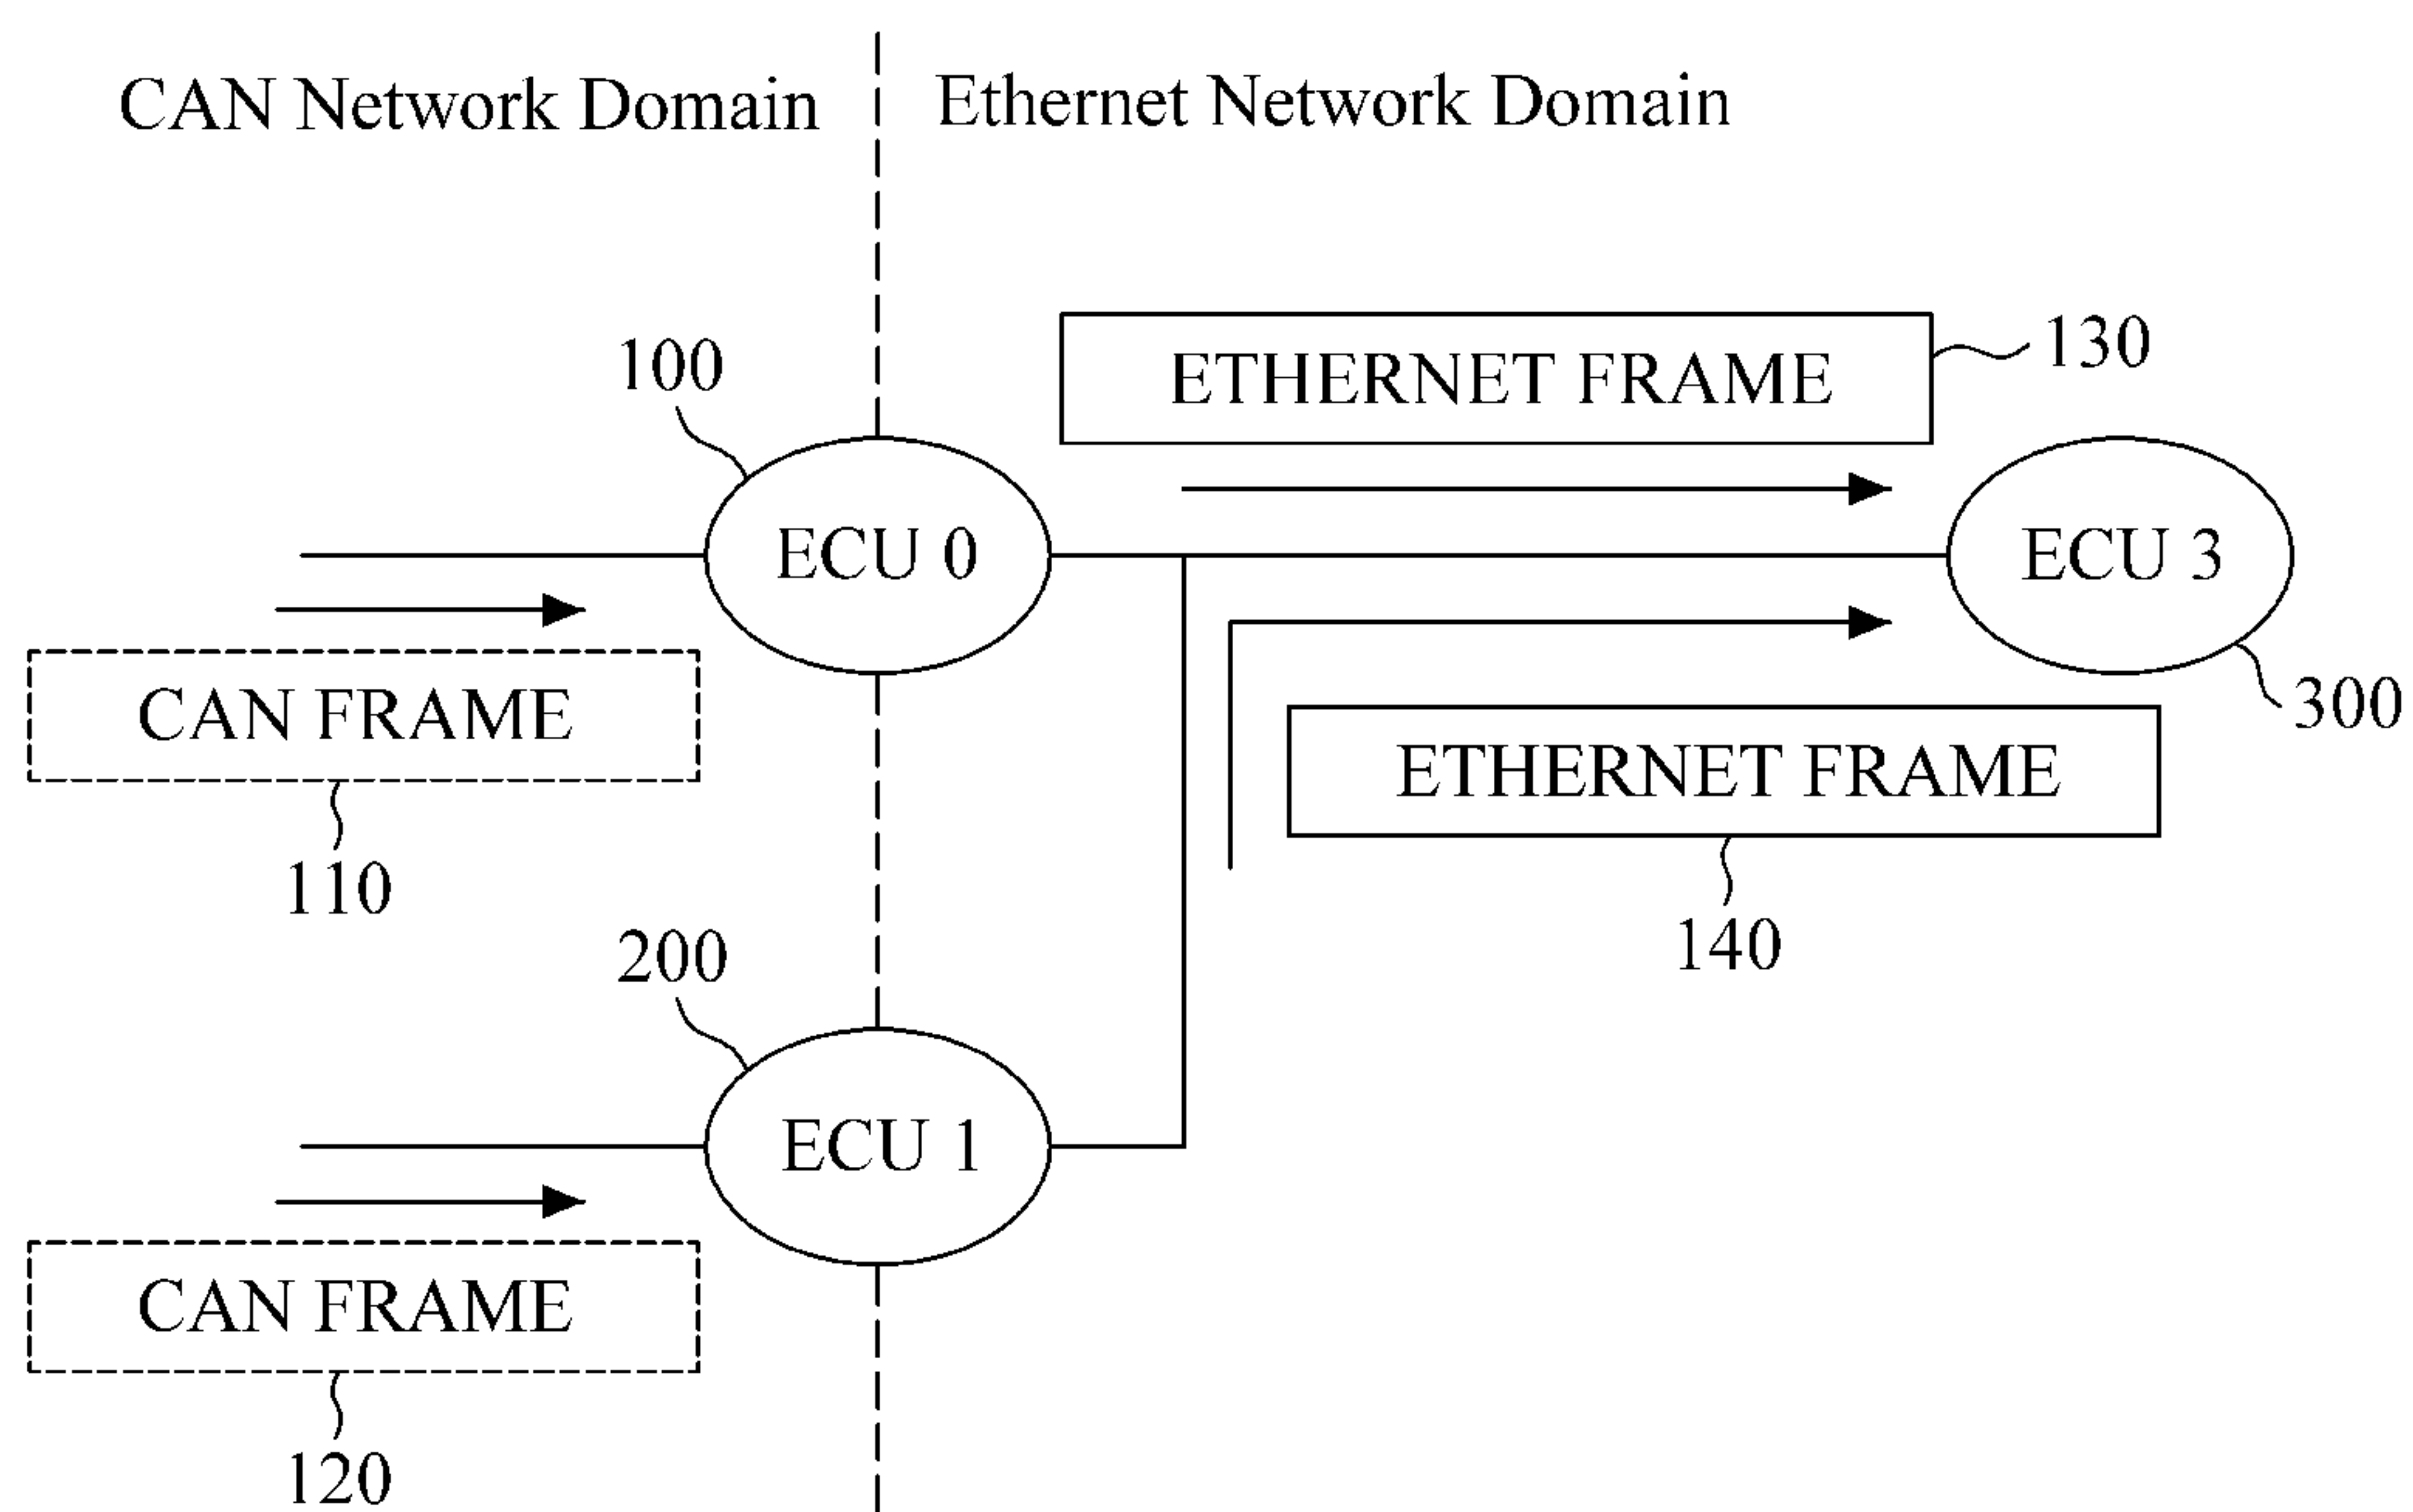 CAN Network Domain
Ethernet Network Domain
ETHERNET FRAME
130
100
ECU 0
ECU 3
CAN FRAME
110
300
ETHERNET FRAME
140
200
ECU 1
CAN FRAME
120